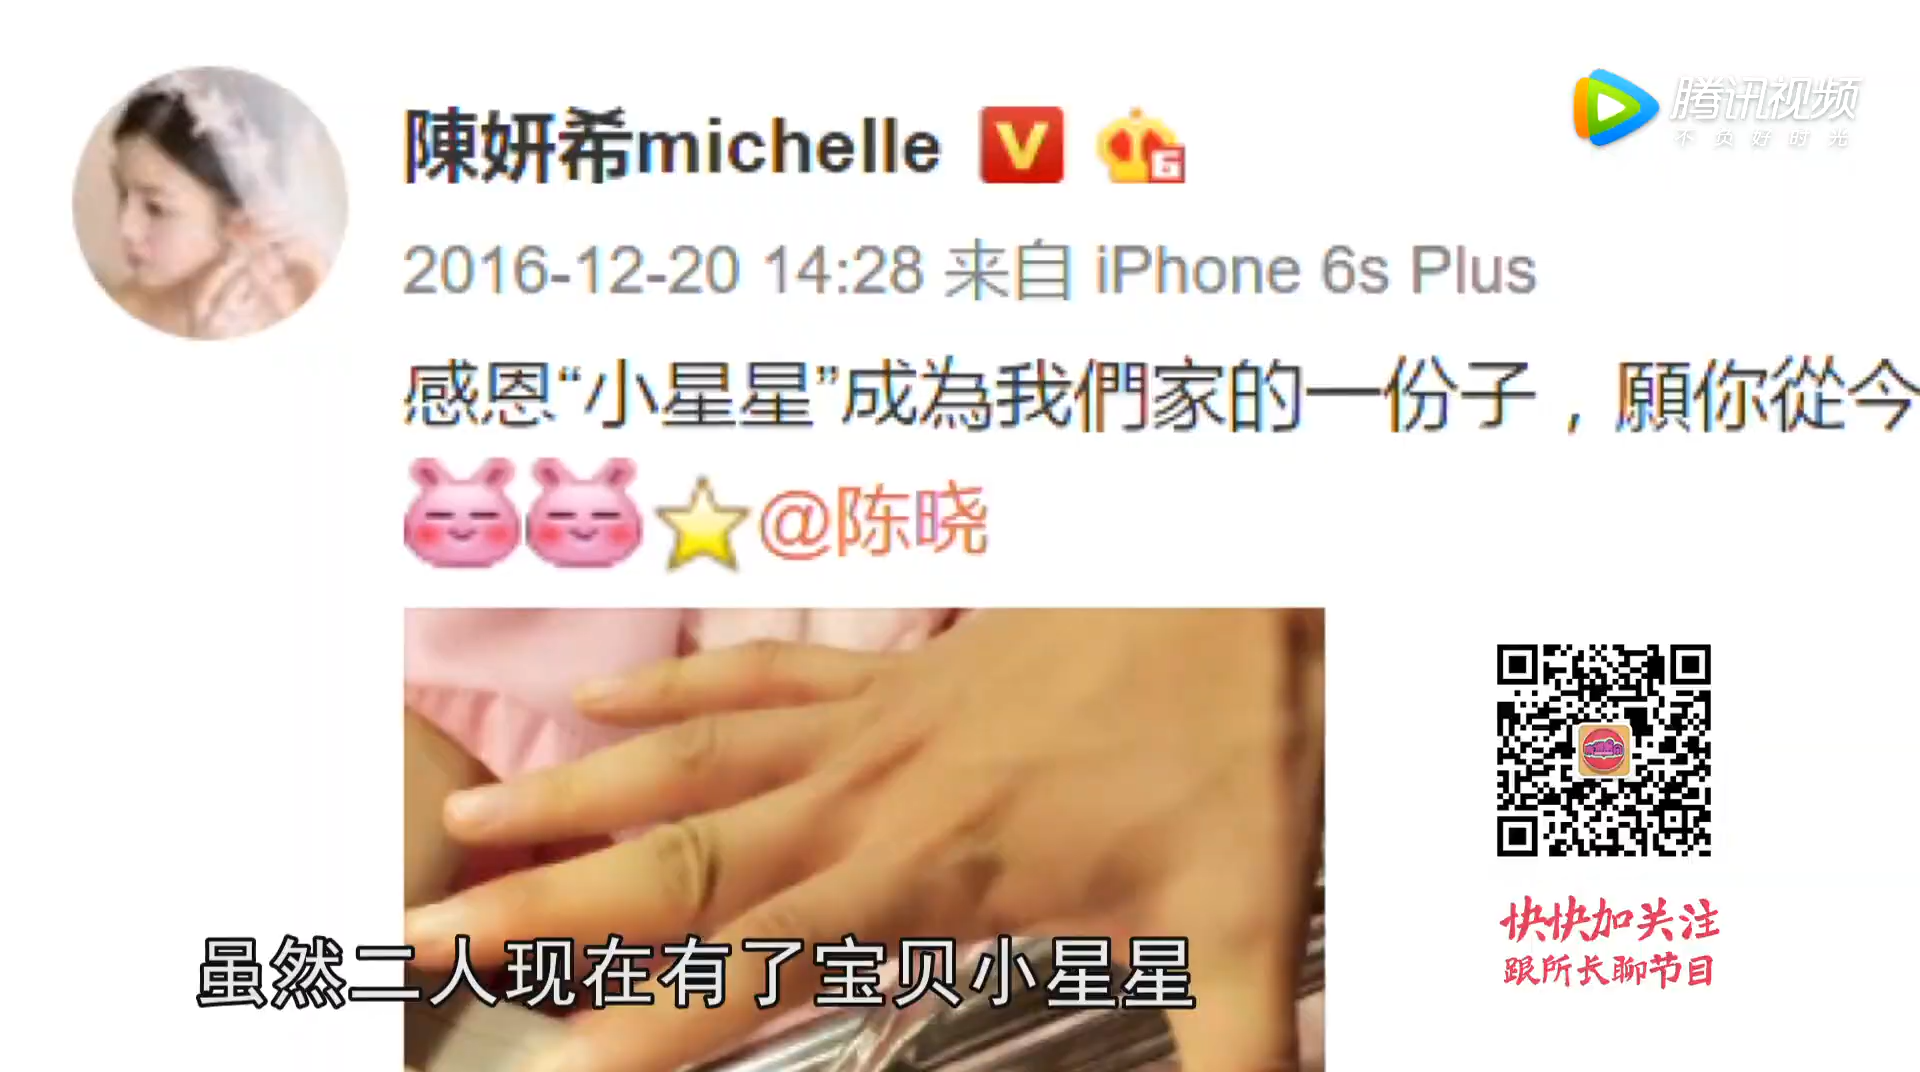 陳妍希michelle V 6
腾讯视频
不负好时光
2016-12-20 14:28 来自 iPhone 6s Plus
感恩“小星星”成為我們家的一份子，願你從今
@陈晓
快快加关注
跟所长聊节目
虽然二人现在有了宝贝小星星